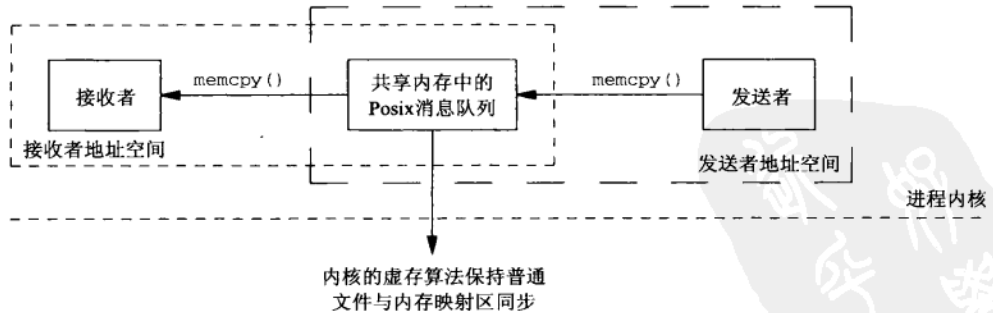 memcpy()
memcpy()
接收者
共享内存中的
Posix消息队列
发送者
接收者地址空间
发送者地址空间
进程内核
内核的虚存算法保持普通
文件与内存映射区同步